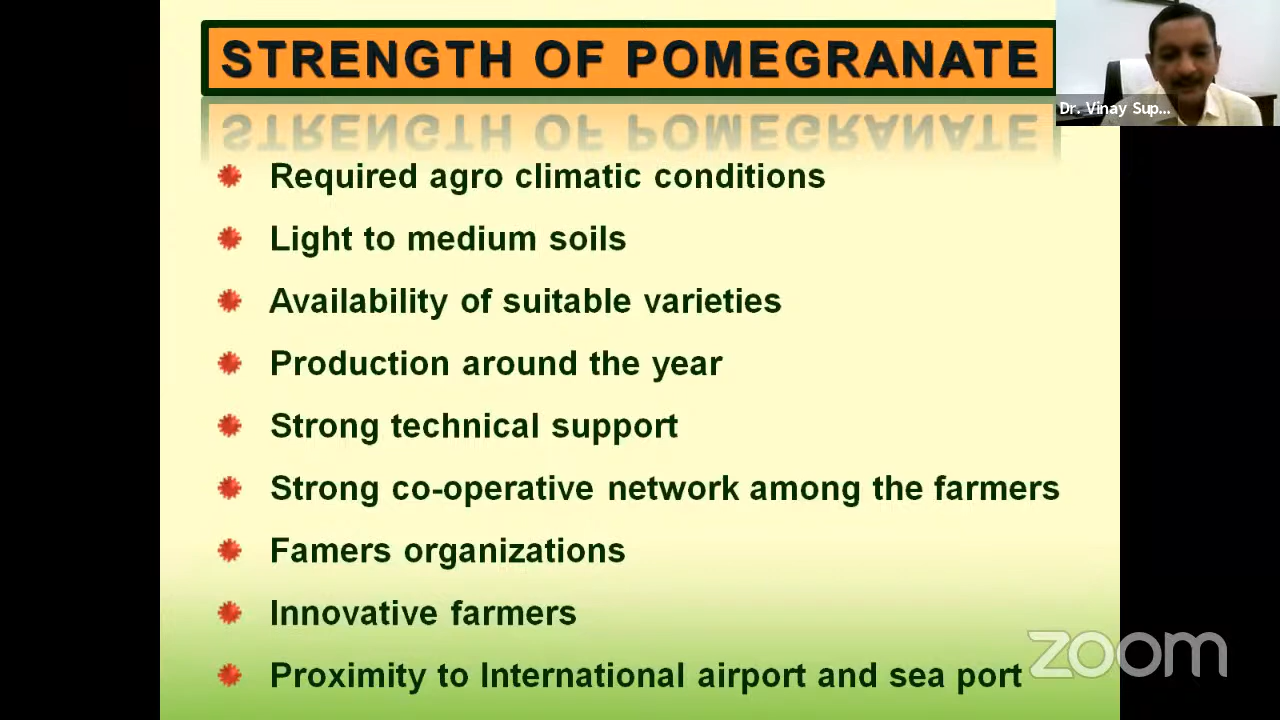 STRENGTH OF POMEGRANATE
Dr. Vinay Sup...
Required agro climatic conditions
Light to medium soils
Availability of suitable varieties
Production around the year
Strong technical support
Strong co-operative network among the farmers
Famers organizations
Innovative farmers
Proximity to International airport and sea port
zoom